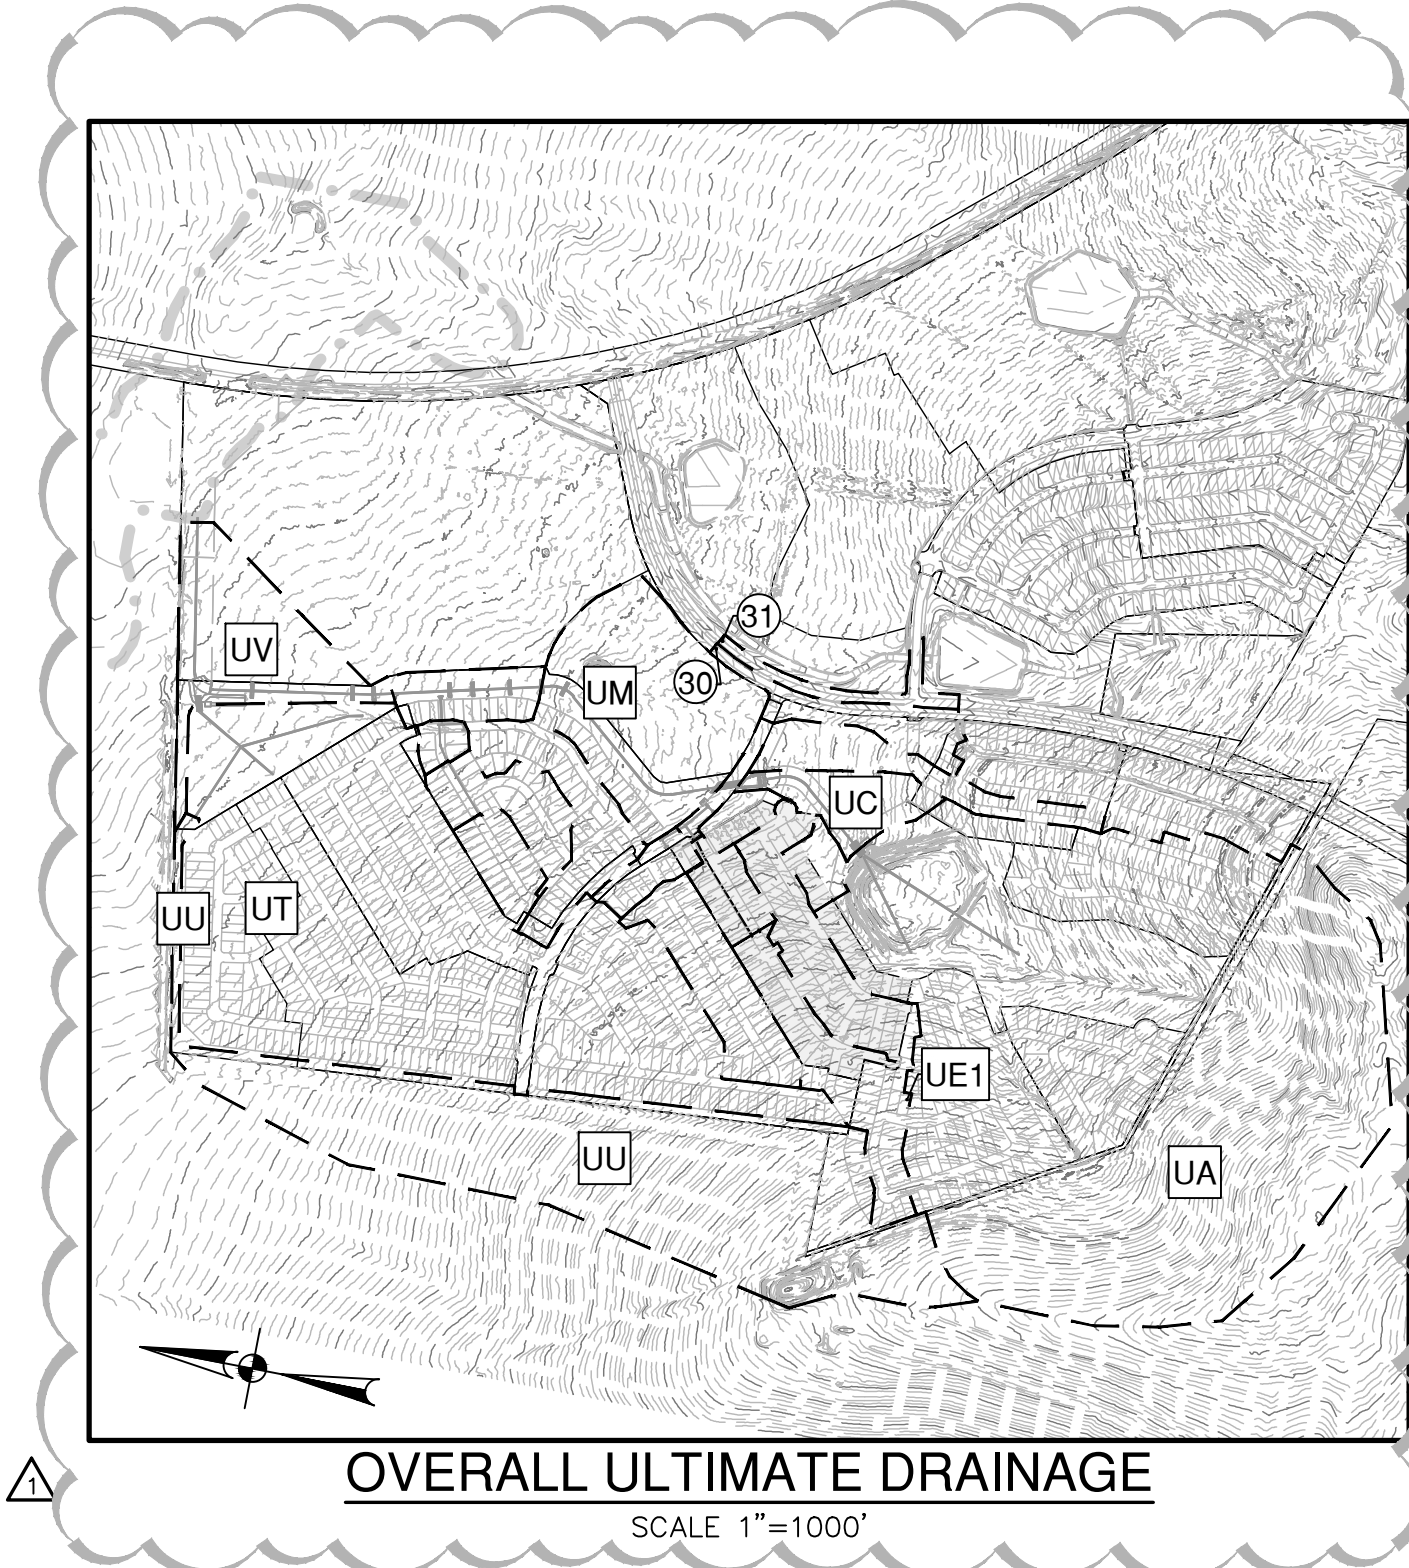 31
UV
30
UM
UC
UU
UT
UE1
UU
UA
1
OVERALL ULTIMATE DRAINAGE
SCALE 1"=1000'